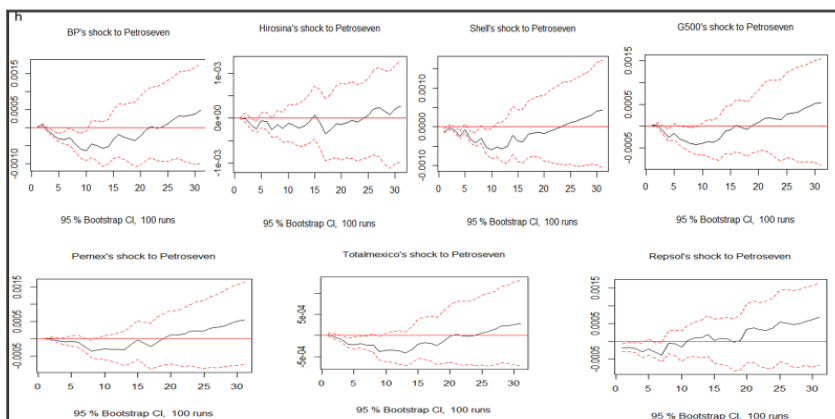 h
BP's shock to Petroseven
Hirosina's shock to Petroseven
Shell's shock to Petroseven
G500's shock to Petroseven
0.0015
0.0005
-0.0010
0 5 10 15 20 25 30
95 % Bootstrap CI, 100 runs
1e-03
0e+00
-1e-03
0 5 10 15 20 25 30
95 % Bootstrap CI, 100 runs
0.0010
0.0000
-0.0010
0 5 10 15 20 25 30
95 % Bootstrap CI, 100 runs
0.0015
0.0005
-0.0005
0 5 10 15 20 25 30
95 % Bootstrap CI, 100 runs
Pemex's shock to Petroseven
Totalmexico's shock to Petroseven
Repsol's shock to Petroseven
0.0015
0.0005
-0.0005
0 5 10 15 20 25 30
95 % Bootstrap CI, 100 runs
5e-04
-5e-04
0 5 10 15 20 25 30
95 % Bootstrap CI, 100 runs
0.0015
0.0005
-0.0005
0 5 10 15 20 25 30
95 % Bootstrap CI, 100 runs